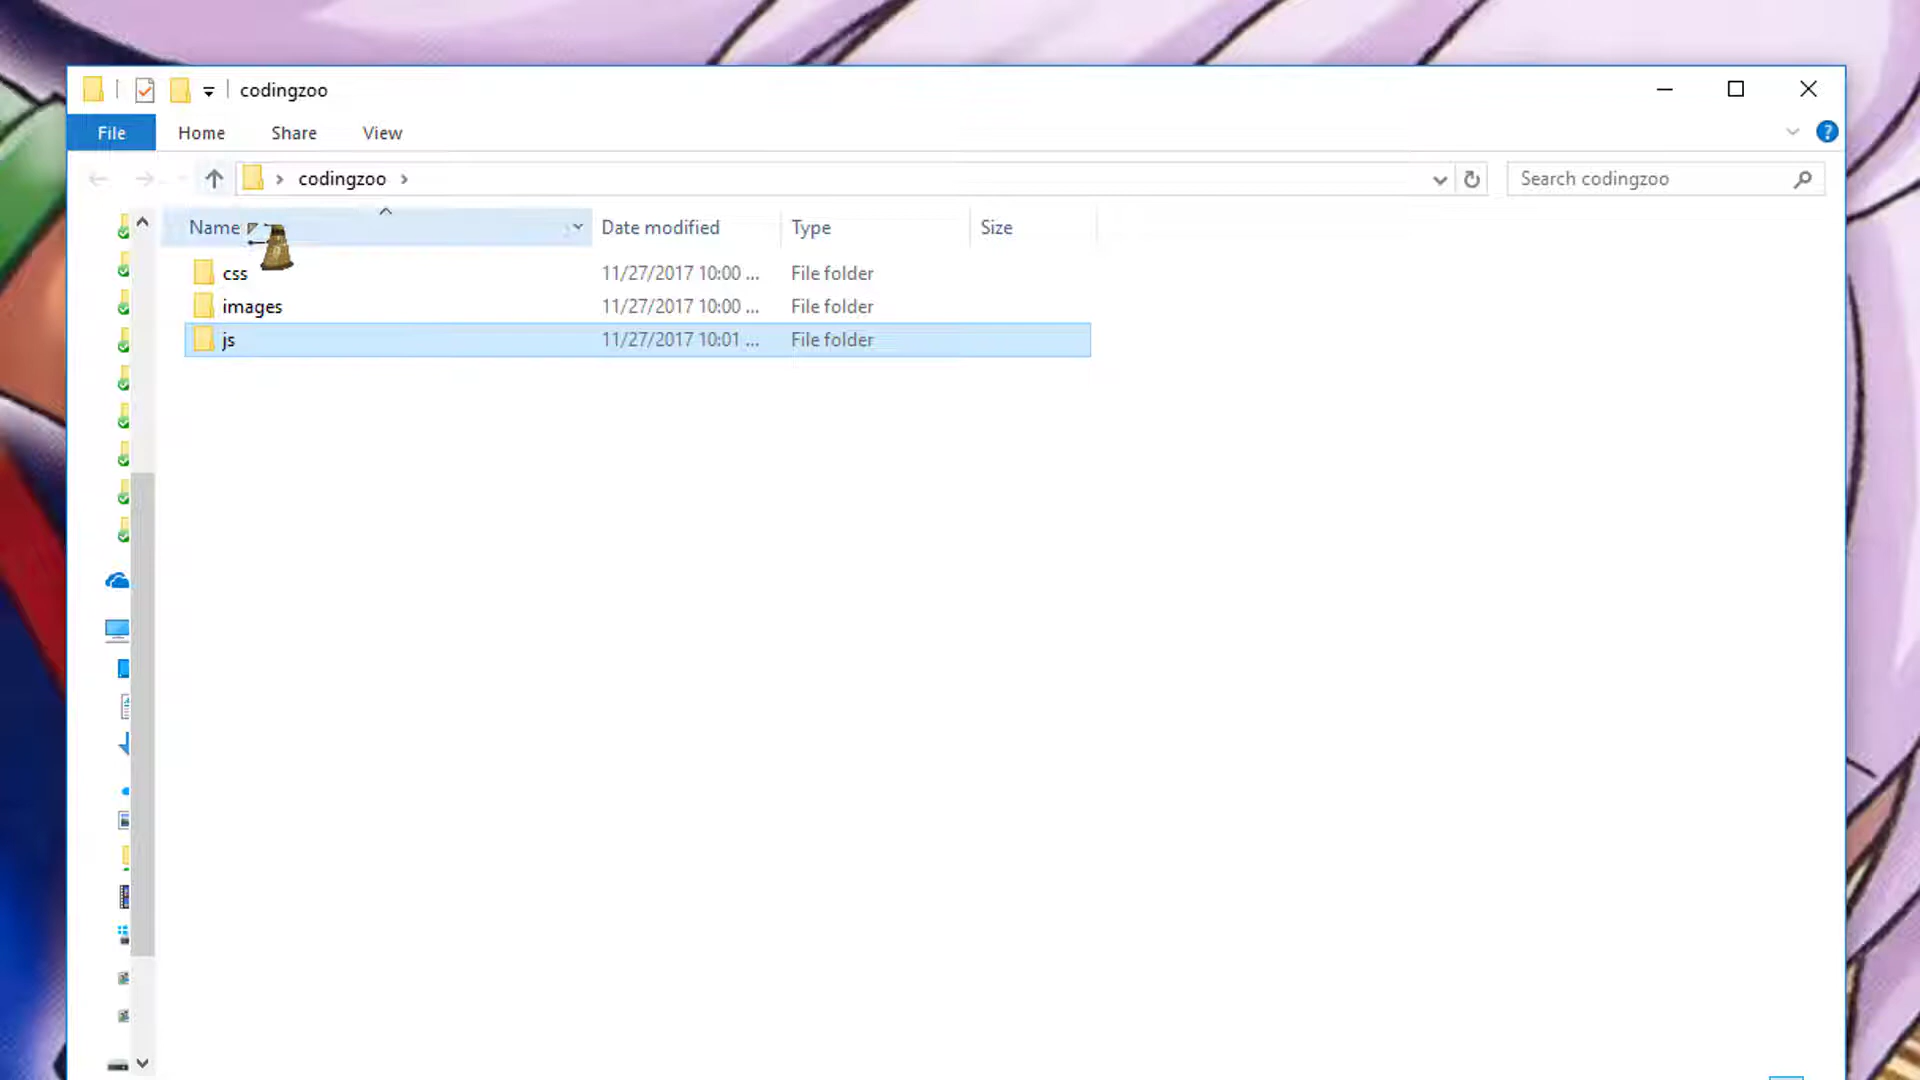 codingzoo
File Home Share View
codingzoo
Search codingzoo
Name Date modified Type Size
css 11/27/2017 10:00 ... File folder
images 11/27/2017 10:00 ... File folder
js 11/27/2017 10:01 ... File folder